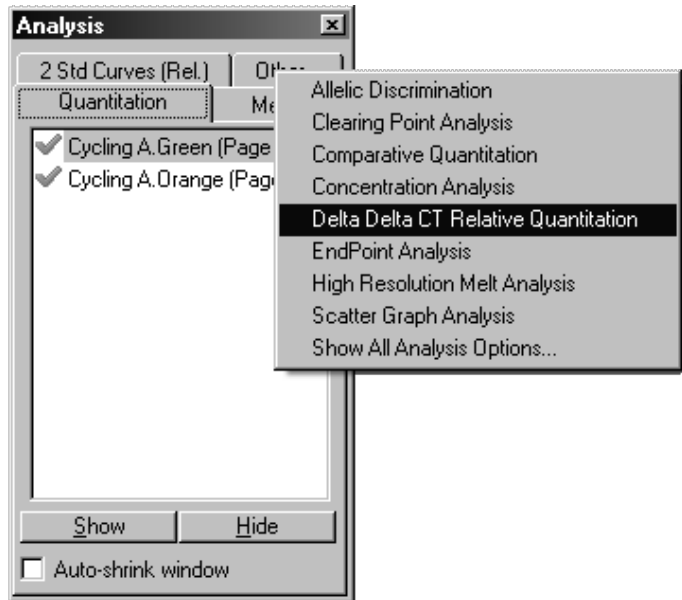 Analysis
2 Std Curves (Rel.)
Quantitation
Cycling A.Green (Page
Cycling A.Orange
Allelic Discrimination
Clearing Point Analysis
Comparative Quantitation
Concentration Analysis
Delta Delta CT Relative Quantitation
EndPoint Analysis
High Resolution Melt Analysis
Scatter Graph Analysis
Show All Analysis Options...
Show
Hide
Auto-shrink window